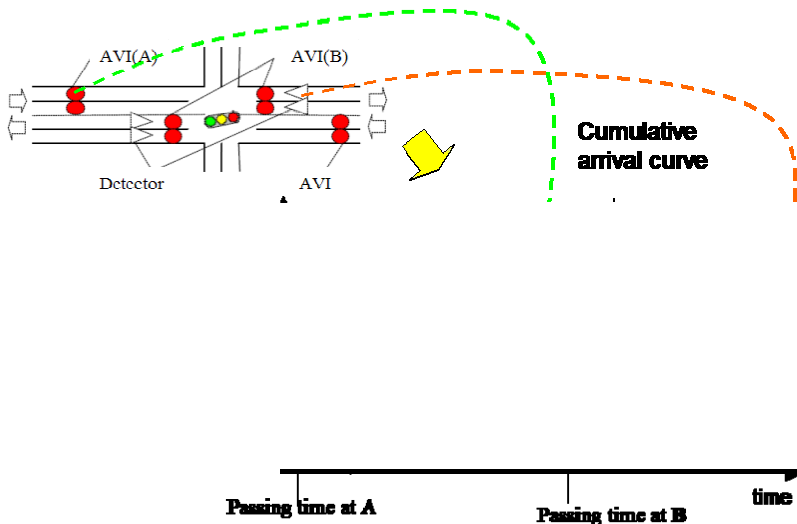 AVI(A)
AVI(B)
Cumulative
arrival curve
Detector
AVI
time
Passing time at A
Passing time at B